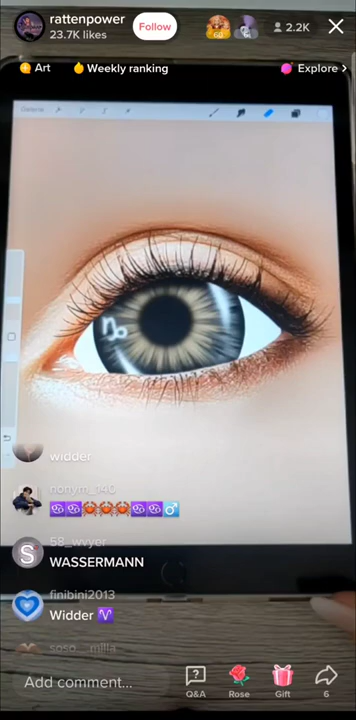 rattenpower
23.7K likes
Follow
60
2.2K
Art
Weekly ranking
Explore >
widder
♋♋🦀🦀🦀♋♋♂️
WASSERMANN
finibini2013
Widder ♈
Add comment...
Q&A
Rose
Gift
6